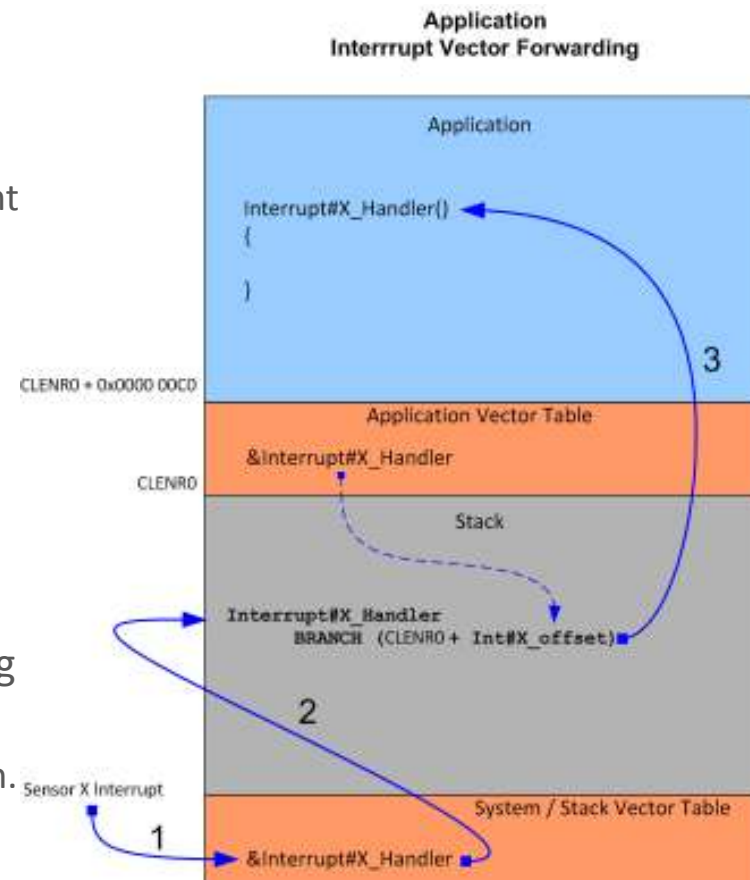 Application
Interrrupt Vector Forwarding
Application
nt
Interrupt#X_Handler()
{
}
3
CLENR0 + 0x0000 00C0
Application Vector Table
&Interrupt#X_Handler
CLENR0
Stack
Interrupt#X_Handler
BRANCH (CLENR0 + Int#X_offset)
g
2
n.
Sensor X Interrupt
System / Stack Vector Table
1
&Interrupt#X_Handler